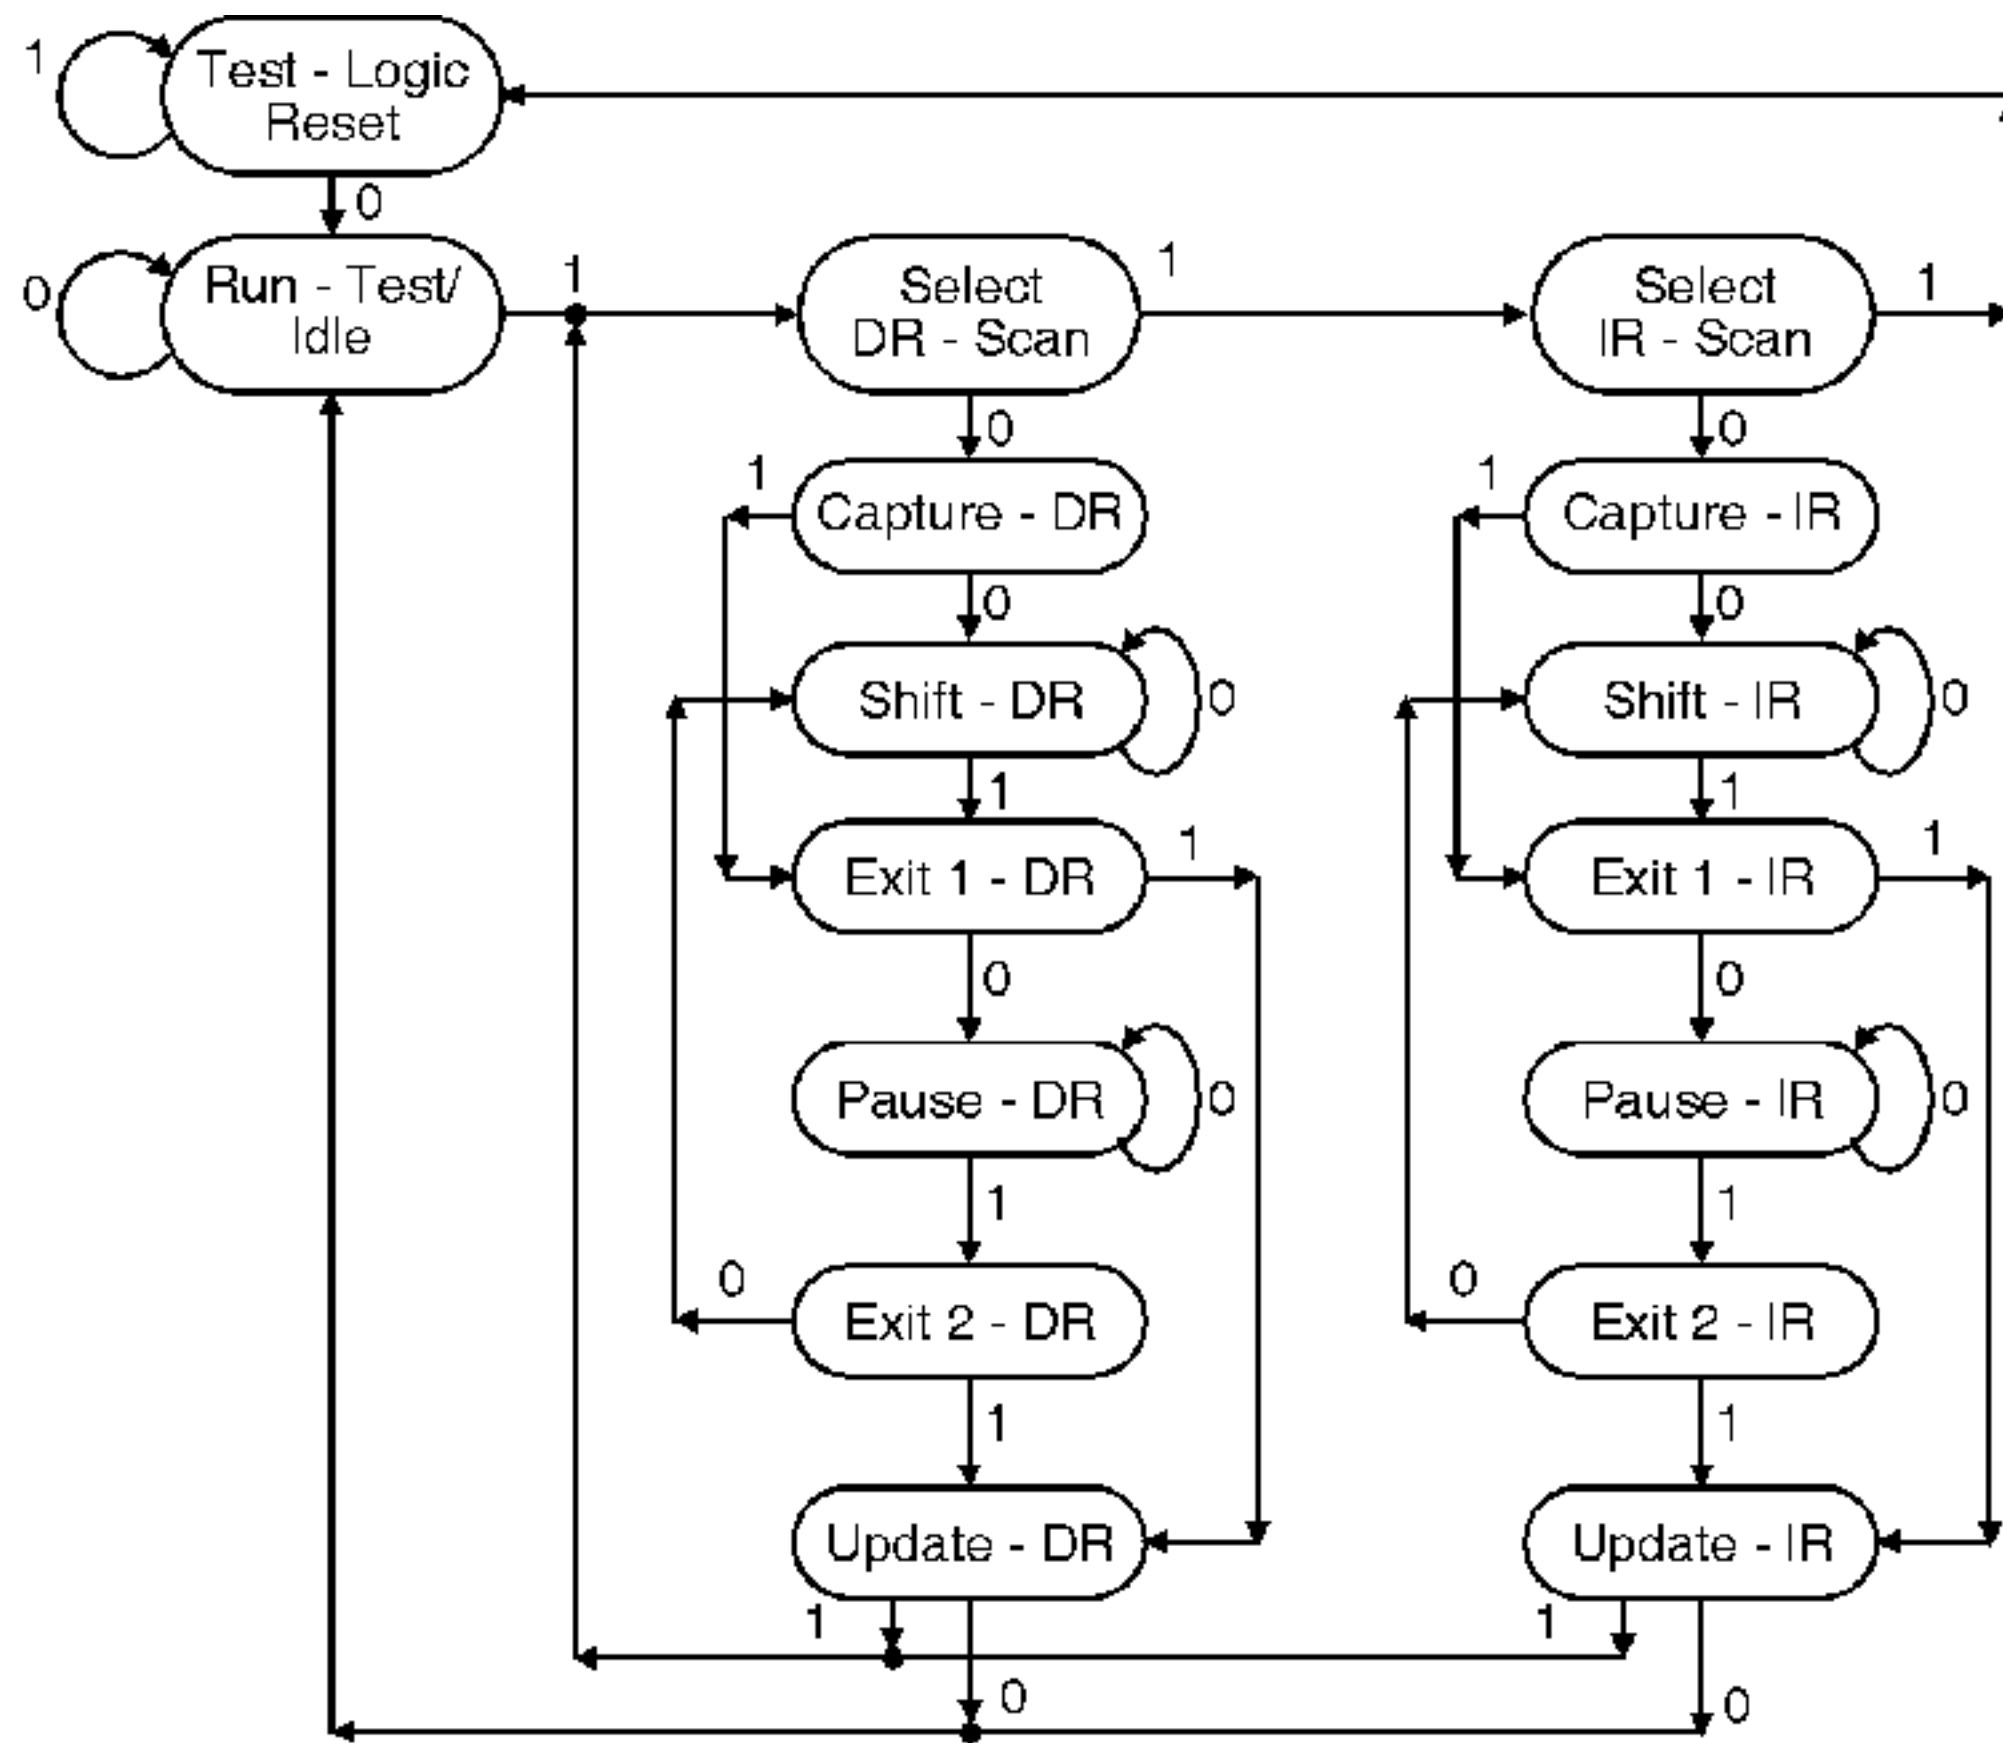 1
Test - Logic
Reset
0
0
Run - Test/
Idle
1
Select
DR - Scan
1
Select
IR - Scan
1
0
0
1
Capture - DR
1
Capture - IR
0
0
Shift - DR
0
Shift - IR
0
1
1
Exit 1 - DR
1
Exit 1 - IR
1
0
0
Pause - DR
0
Pause - IR
0
1
1
0
Exit 2 - DR
0
Exit 2 - IR
1
1
Update - DR
Update - IR
1
1
0
0